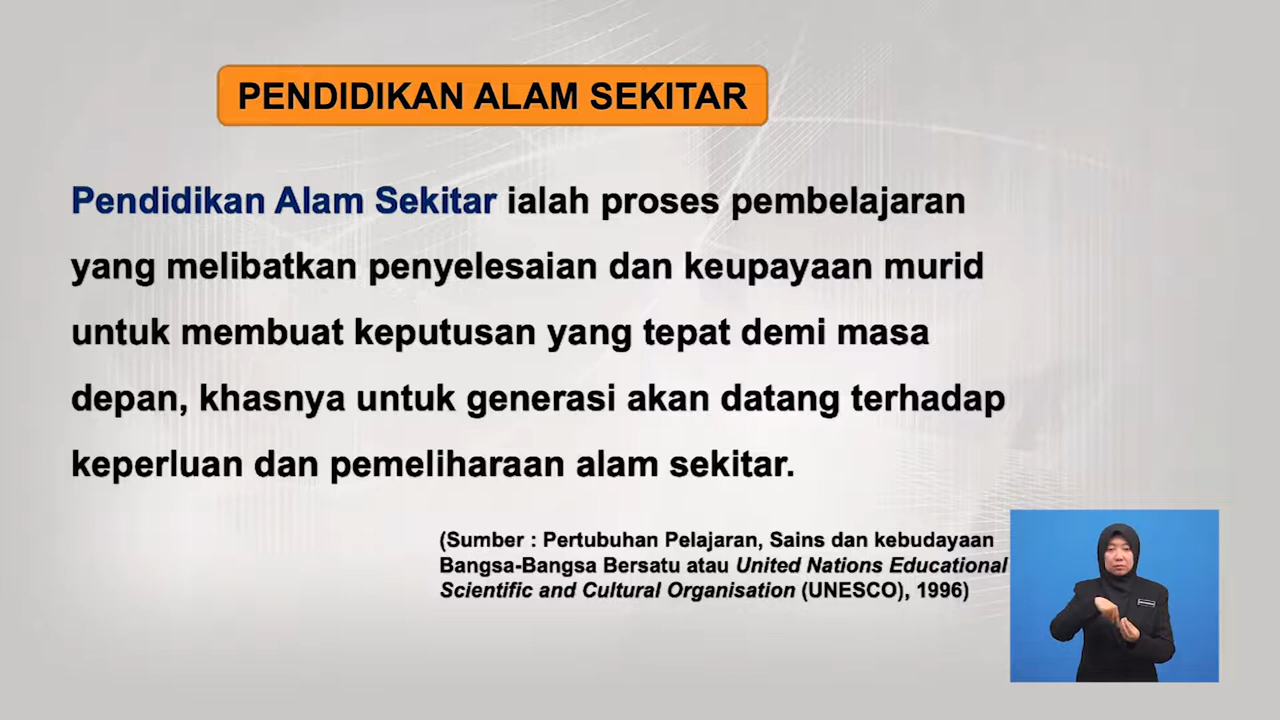 PENDIDIKAN ALAM SEKITAR
Pendidikan Alam Sekitar ialah proses pembelajaran
yang melibatkan penyelesaian dan keupayaan murid
untuk membuat keputusan yang tepat demi masa
depan, khasnya untuk generasi akan datang terhadap
keperluan dan pemeliharaan alam sekitar.
(Sumber : Pertubuhan Pelajaran, Sains dan kebudayaan
Bangsa-Bangsa Bersatu atau United Nations Educational
Scientific and Cultural Organisation (UNESCO), 1996)